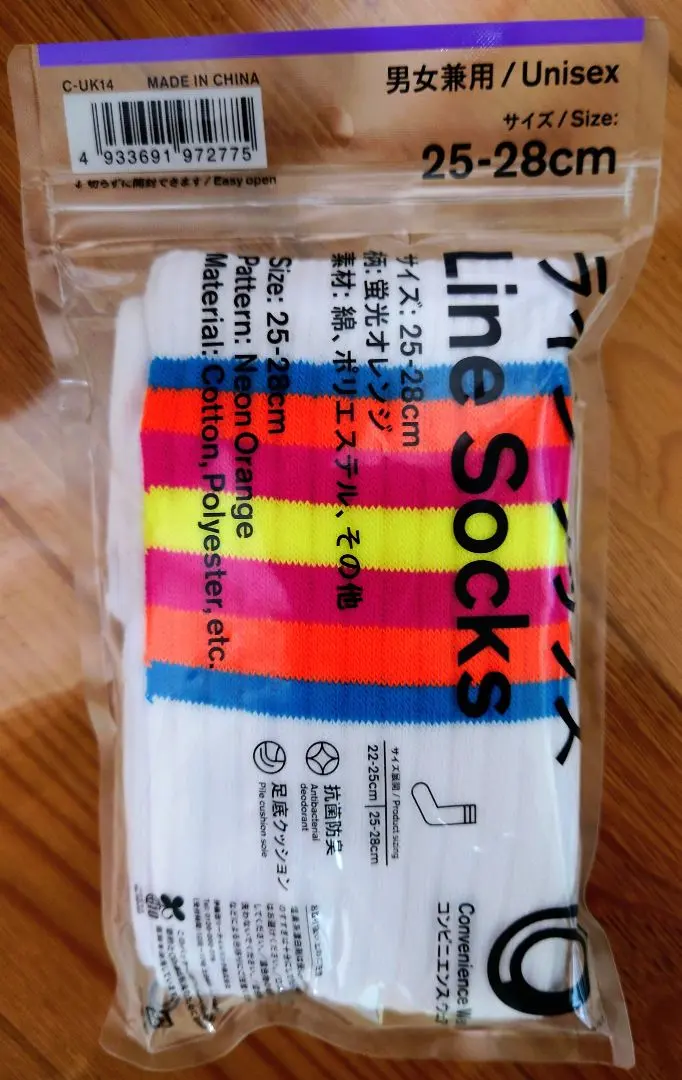 C-UK14
MADE IN CHINA
4 933691 972775
切らずに開封できます / Easy open
男女兼用 / Unisex
サイズ / Size:
25-28cm
Line Socks
サイズ: 25-28cm
柄: 蛍光オレンジ
素材: 綿、ポリエステル、その他
Size: 25-28cm
Pattern: Neon Orange
Material: Cotton, Polyester, etc.
サイズ展開 / Product sizing
22-25cm | 25-28cm
抗菌防臭
Antibacterial
deodorant
足底クッション
Pile cushion sole
Convenience
コンビニエンス